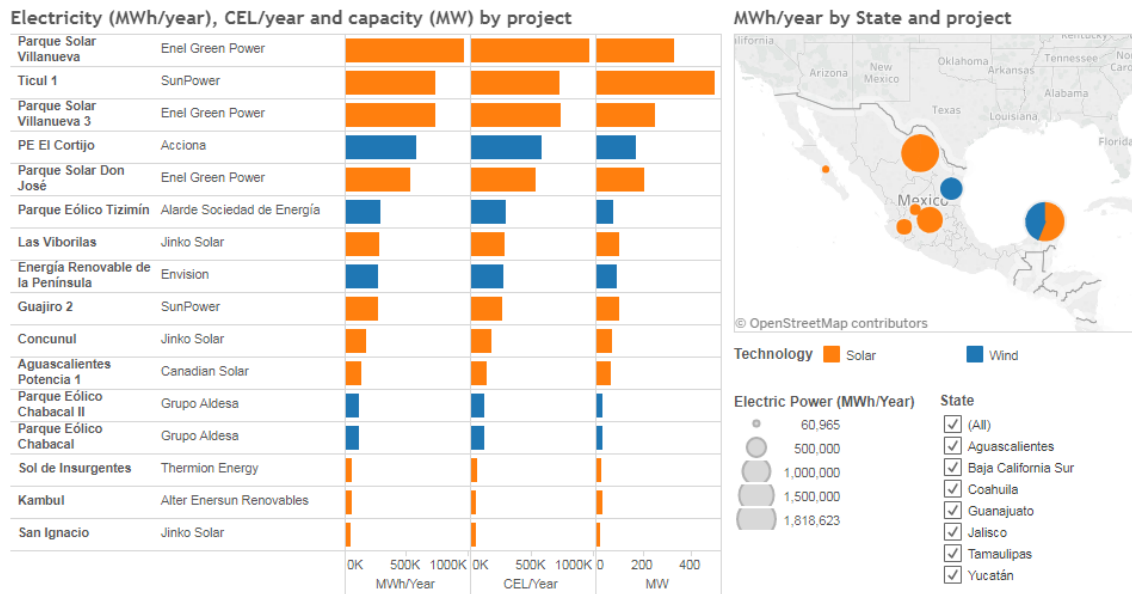 Electricity (MWh/year), CEL/year and capacity (MW) by project
Parque Solar
Villanueva
Enel Green Power
Ticul 1
SunPower
Parque Solar
Villanueva 3
Enel Green Power
PE El Cortijo
Acciona
Parque Solar Don
José
Enel Green Power
Parque Eólico Tizimín
Alarde Sociedad de Energía
Las Viborilas
Jinko Solar
Energía Renovable de
la Península
Envision
Guajiro 2
SunPower
Concunul
Jinko Solar
Aguascalientes
Potencia 1
Canadian Solar
Parque Eólico
Chabacal II
Grupo Aldesa
Parque Eólico
Chabacal
Grupo Aldesa
Sol de Insurgentes
Thermion Energy
Kambul
Alter Enersun Renovables
San Ignacio
Jinko Solar
0K 500K 1000K
MWh/Year
0K 500K 1000K
CEL/Year
0 200 400
MW
MWh/year by State and project
lifornia
Arizona
New
Mexico
Oklahoma
Arkansas
Tennessee
Nor
Caro
Alabama
Texas
Louisiana
Florida
Mexico
© OpenStreetMap contributors
Technology
Solar
Wind
Electric Power (MWh/Year)
60,965
500,000
1,000,000
1,500,000
1,818,623
State
(All)
Aguascalientes
Baja California Sur
Coahuila
Guanajuato
Jalisco
Tamaulipas
Yucatán